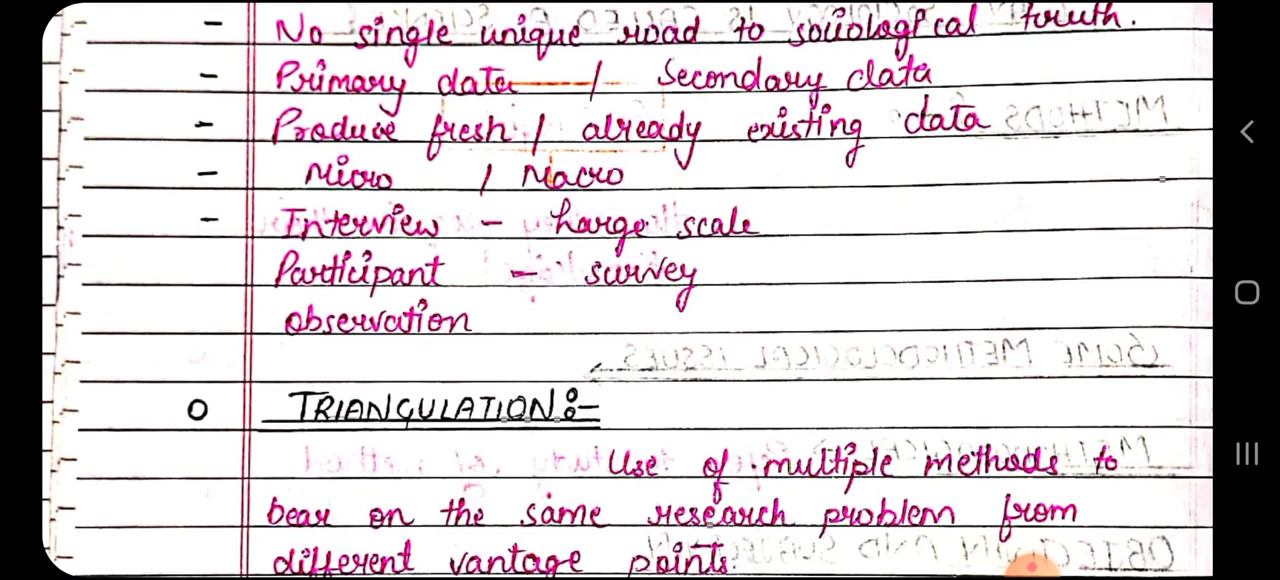 - No single unique road to sociological truth.
- Primary data / Secondary data
- Produce fresh / already existing data
- Micro / Macro
- Interview - Large scale
Participant - survey
observation
O TRIANGULATION :-
Use of multiple methods to
bear on the same research problem from
different vantage points.